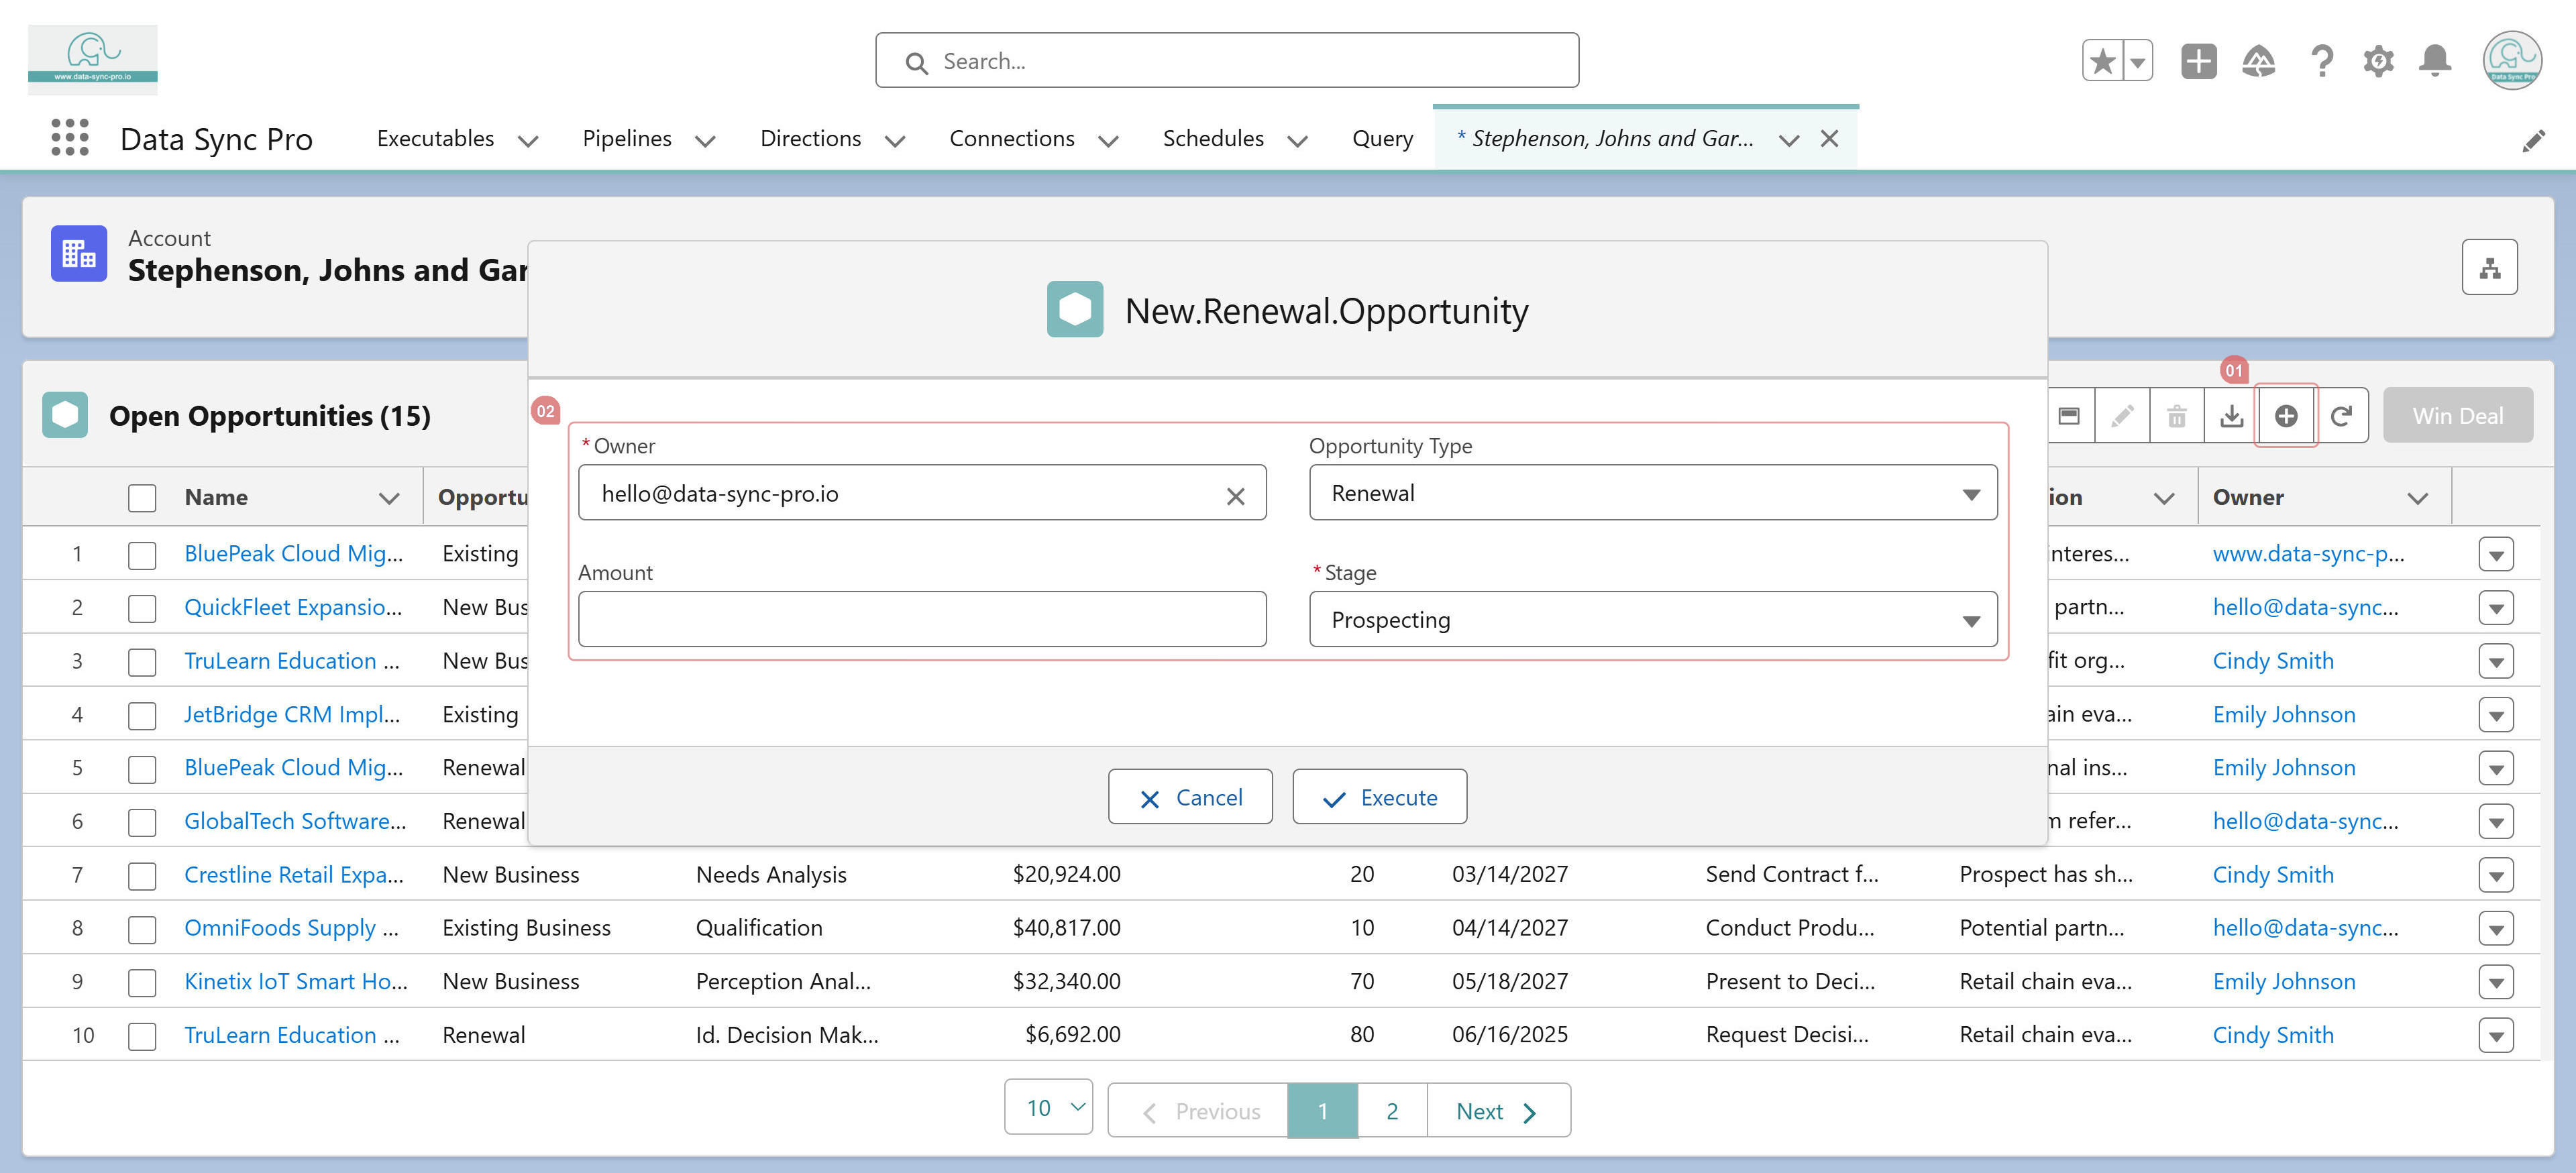 www.data-sync-pro.io
Search...
Data Sync Pro
Data Sync Pro
Executables
Pipelines
Directions
Connections
Schedules
Query
* Stephenson, Johns and Gar...
Account
Stephenson, Johns and Gar
New.Renewal.Opportunity
01
Open Opportunities (15)
Win Deal
02
* Owner
Opportunity Type
hello@data-sync-pro.io
Renewal
Amount
* Stage
Prospecting
Cancel
Execute
Name Opportu ion Owner
1 BluePeak Cloud Mig... Existing interes... www.data-sync-p...
2 QuickFleet Expansio... New Bus partn... hello@data-sync...
3 TruLearn Education ... New Bus fit org... Cindy Smith
4 JetBridge CRM Impl... Existing ain eva... Emily Johnson
5 BluePeak Cloud Mig... Renewal nal ins... Emily Johnson
6 GlobalTech Software... Renewal m refer... hello@data-sync...
7 Crestline Retail Expa... New Business Needs Analysis $20,924.00 20 03/14/2027 Send Contract f... Prospect has sh... Cindy Smith
8 OmniFoods Supply ... Existing Business Qualification $40,817.00 10 04/14/2027 Conduct Produ... Potential partn... hello@data-sync...
9 Kinetix IoT Smart Ho... New Business Perception Anal... $32,340.00 70 05/18/2027 Present to Deci... Retail chain eva... Emily Johnson
10 TruLearn Education ... Renewal Id. Decision Mak... $6,692.00 80 06/16/2025 Request Decisi... Retail chain eva... Cindy Smith
10
Previous
1
2
Next